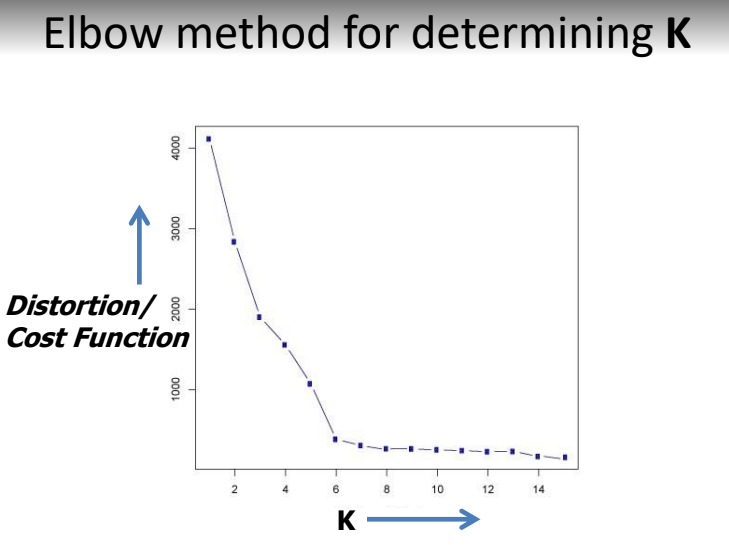 Elbow method for determining K
4000
3000
2000
1000
Distortion/
Cost Function
2 4 6 8 10 12 14
K